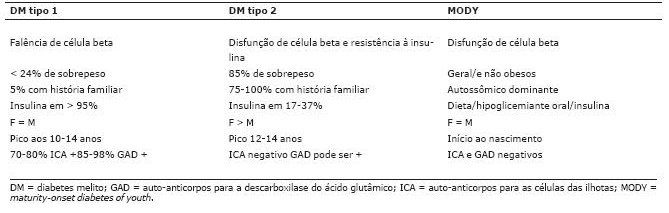 DM tipo 1 DM tipo 2 MODY
Falência de célula beta Disfunção de célula beta e resistência à insu- Disfunção de célula beta
lina
< 24% de sobrepeso 85% de sobrepeso Geral/e não obesos
5% com história familiar 75-100% com história familiar Autossômico dominante
Insulina em > 95% Insulina em 17-37% Dieta/hipoglicemiante oral/insulina
F = M F > M F = M
Pico aos 10-14 anos Pico 12-14 anos Início ao nascimento
70-80% ICA +85-98% GAD + ICA negativo GAD pode ser + ICA e GAD negativos
DM = diabetes melito; GAD = auto-anticorpos para a descarboxilase do ácido glutâmico; ICA = auto-anticorpos para as células das ilhotas; MODY =
maturity-onset diabetes of youth.